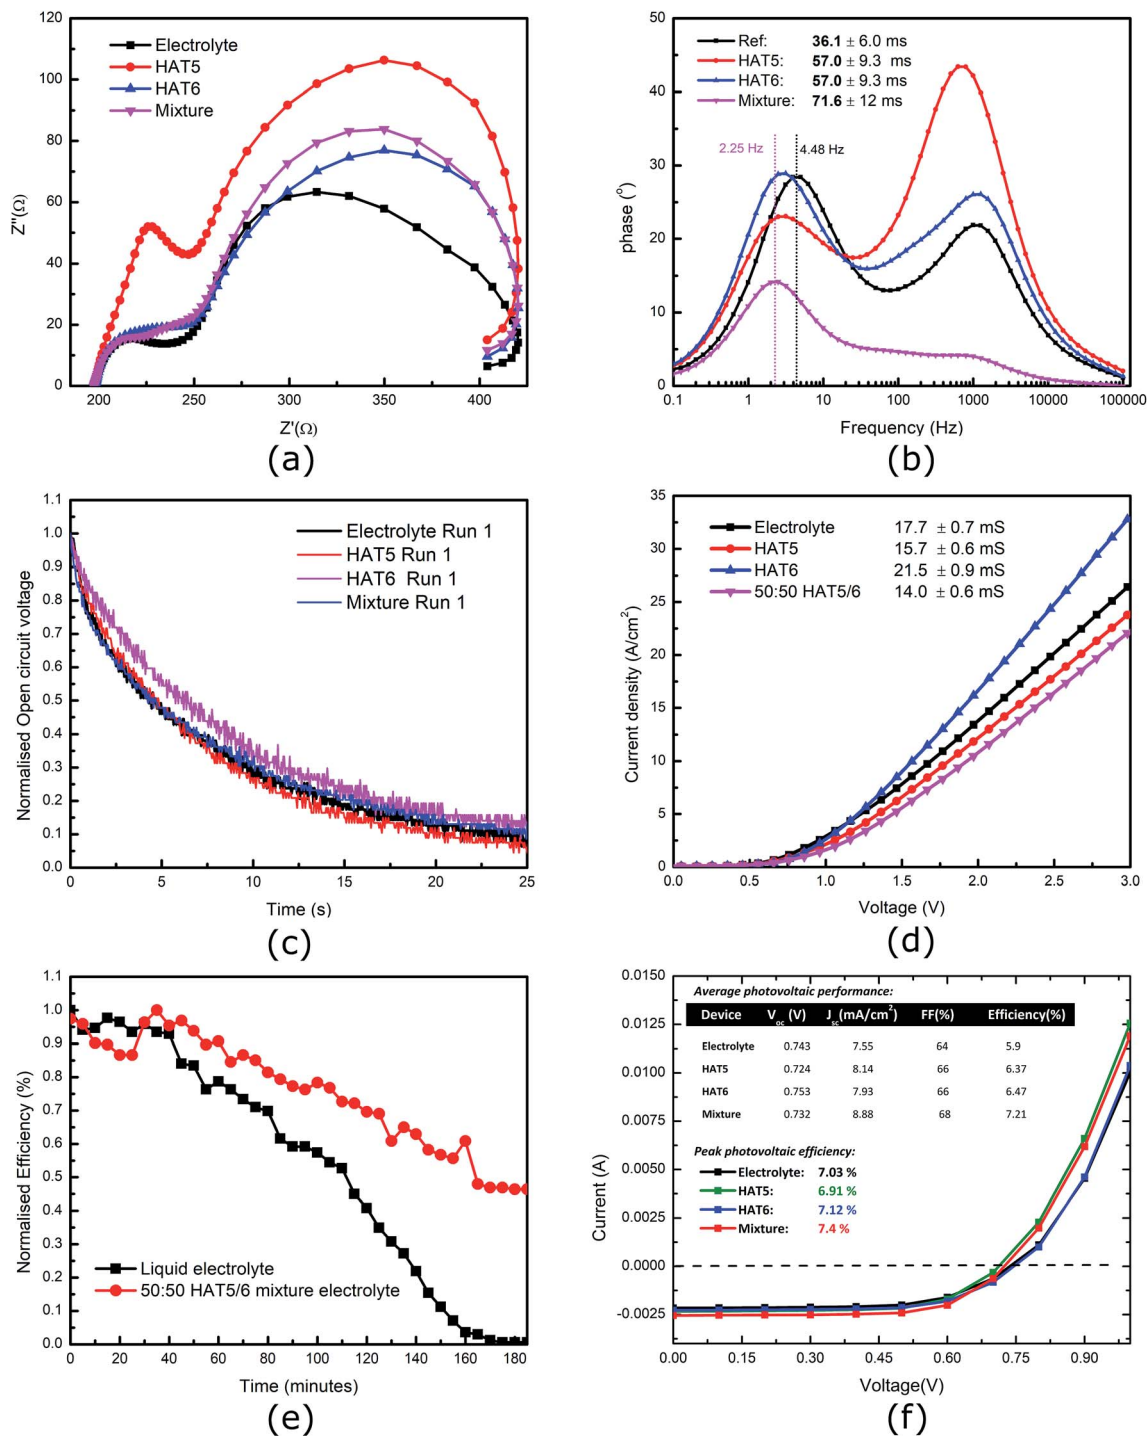 120
100
80
60
40
20
0
Z''(Ω)
Electrolyte
HAT5
HAT6
Mixture
200 250 300 350 400
Z'(Ω)
(a)
50
40
30
20
10
0
phase (°)
Ref: 36.1 ± 6.0 ms
HAT5: 57.0 ± 9.3 ms
HAT6: 57.0 ± 9.3 ms
Mixture: 71.6 ± 12 ms
2.25 Hz
4.48 Hz
0.1 1 10 100 1000 10000 100000
Frequency (Hz)
(b)
1.1
1.0
0.9
0.8
0.7
0.6
0.5
0.4
0.3
0.2
0.1
0.0
Normalised Open circuit voltage
Electrolyte Run 1
HAT5 Run 1
HAT6 Run 1
Mixture Run 1
0 5 10 15 20 25
Time (s)
(c)
35
30
25
20
15
10
5
0
Current density (A/cm²)
Electrolyte 17.7 ± 0.7 mS
HAT5 15.7 ± 0.6 mS
HAT6 21.5 ± 0.9 mS
50:50 HAT5/6 14.0 ± 0.6 mS
0.0 0.5 1.0 1.5 2.0 2.5 3.0
Voltage (V)
(d)
1.1
1.0
0.9
0.8
0.7
0.6
0.5
0.4
0.3
0.2
0.1
0.0
Normalised Efficiency (%)
Liquid electrolyte
50:50 HAT5/6 mixture electrolyte
0 20 40 60 80 100 120 140 160 180
Time (minutes)
(e)
0.0150
0.0125
0.0100
0.0075
0.0050
0.0025
0.0000
-0.0025
Current (A)
Average photovoltaic performance:
Device Voc (V) Jsc(mA/cm²) FF(%) Efficiency(%)
Electrolyte 0.743 7.55 64 5.9
HAT5 0.724 8.14 66 6.37
HAT6 0.753 7.93 66 6.47
Mixture 0.732 8.88 68 7.21
Peak photovoltaic efficiency:
Electrolyte: 7.03 %
HAT5: 6.91 %
HAT6: 7.12 %
Mixture: 7.4 %
0.00 0.15 0.30 0.45 0.60 0.75 0.90
Voltage(V)
(f)